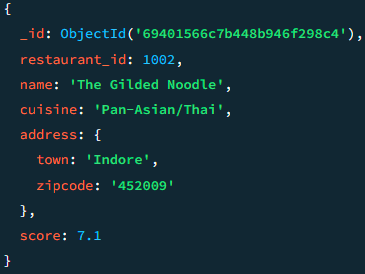 {
  _id: ObjectId('69401566c7b448b946f298c4'),
  restaurant_id: 1002,
  name: 'The Gilded Noodle',
  cuisine: 'Pan-Asian/Thai',
  address: {
    town: 'Indore',
    zipcode: '452009'
  },
  score: 7.1
}